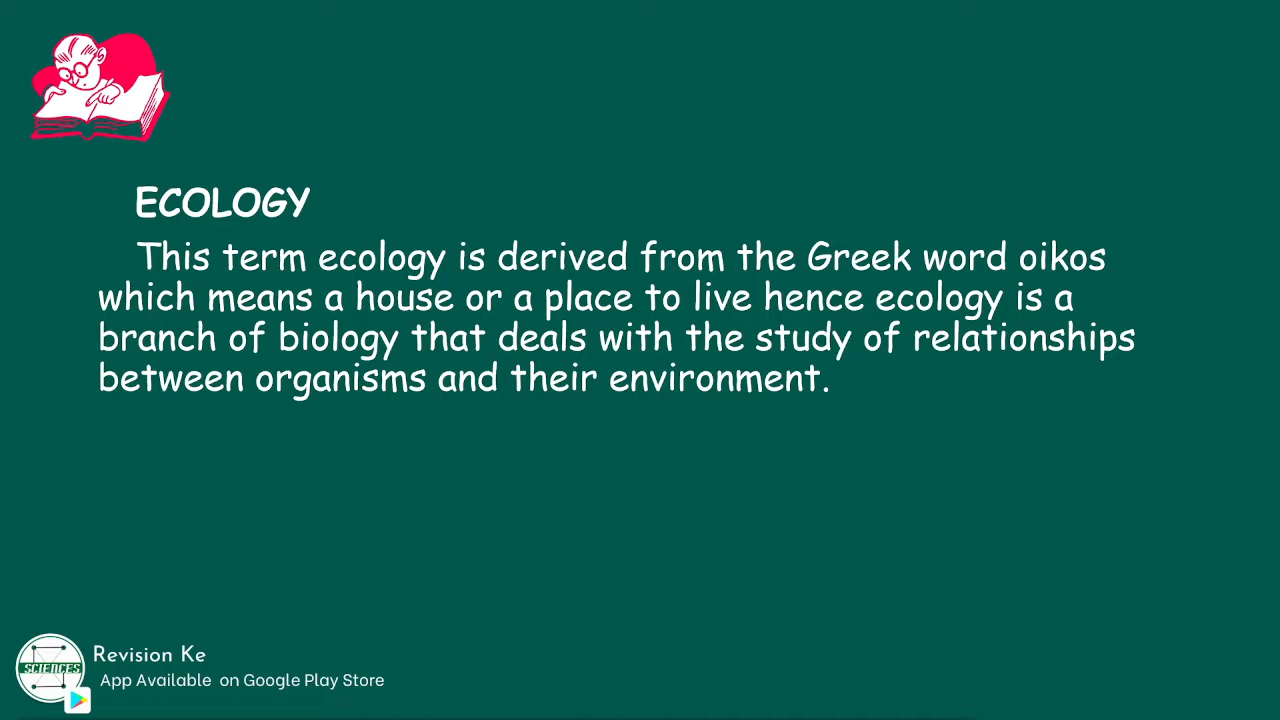 ECOLOGY
This term ecology is derived from the Greek word oikos
which means a house or a place to live hence ecology is a
branch of biology that deals with the study of relationships
between organisms and their environment.
SCIENCES
Revision Ke
App Available on Google Play Store